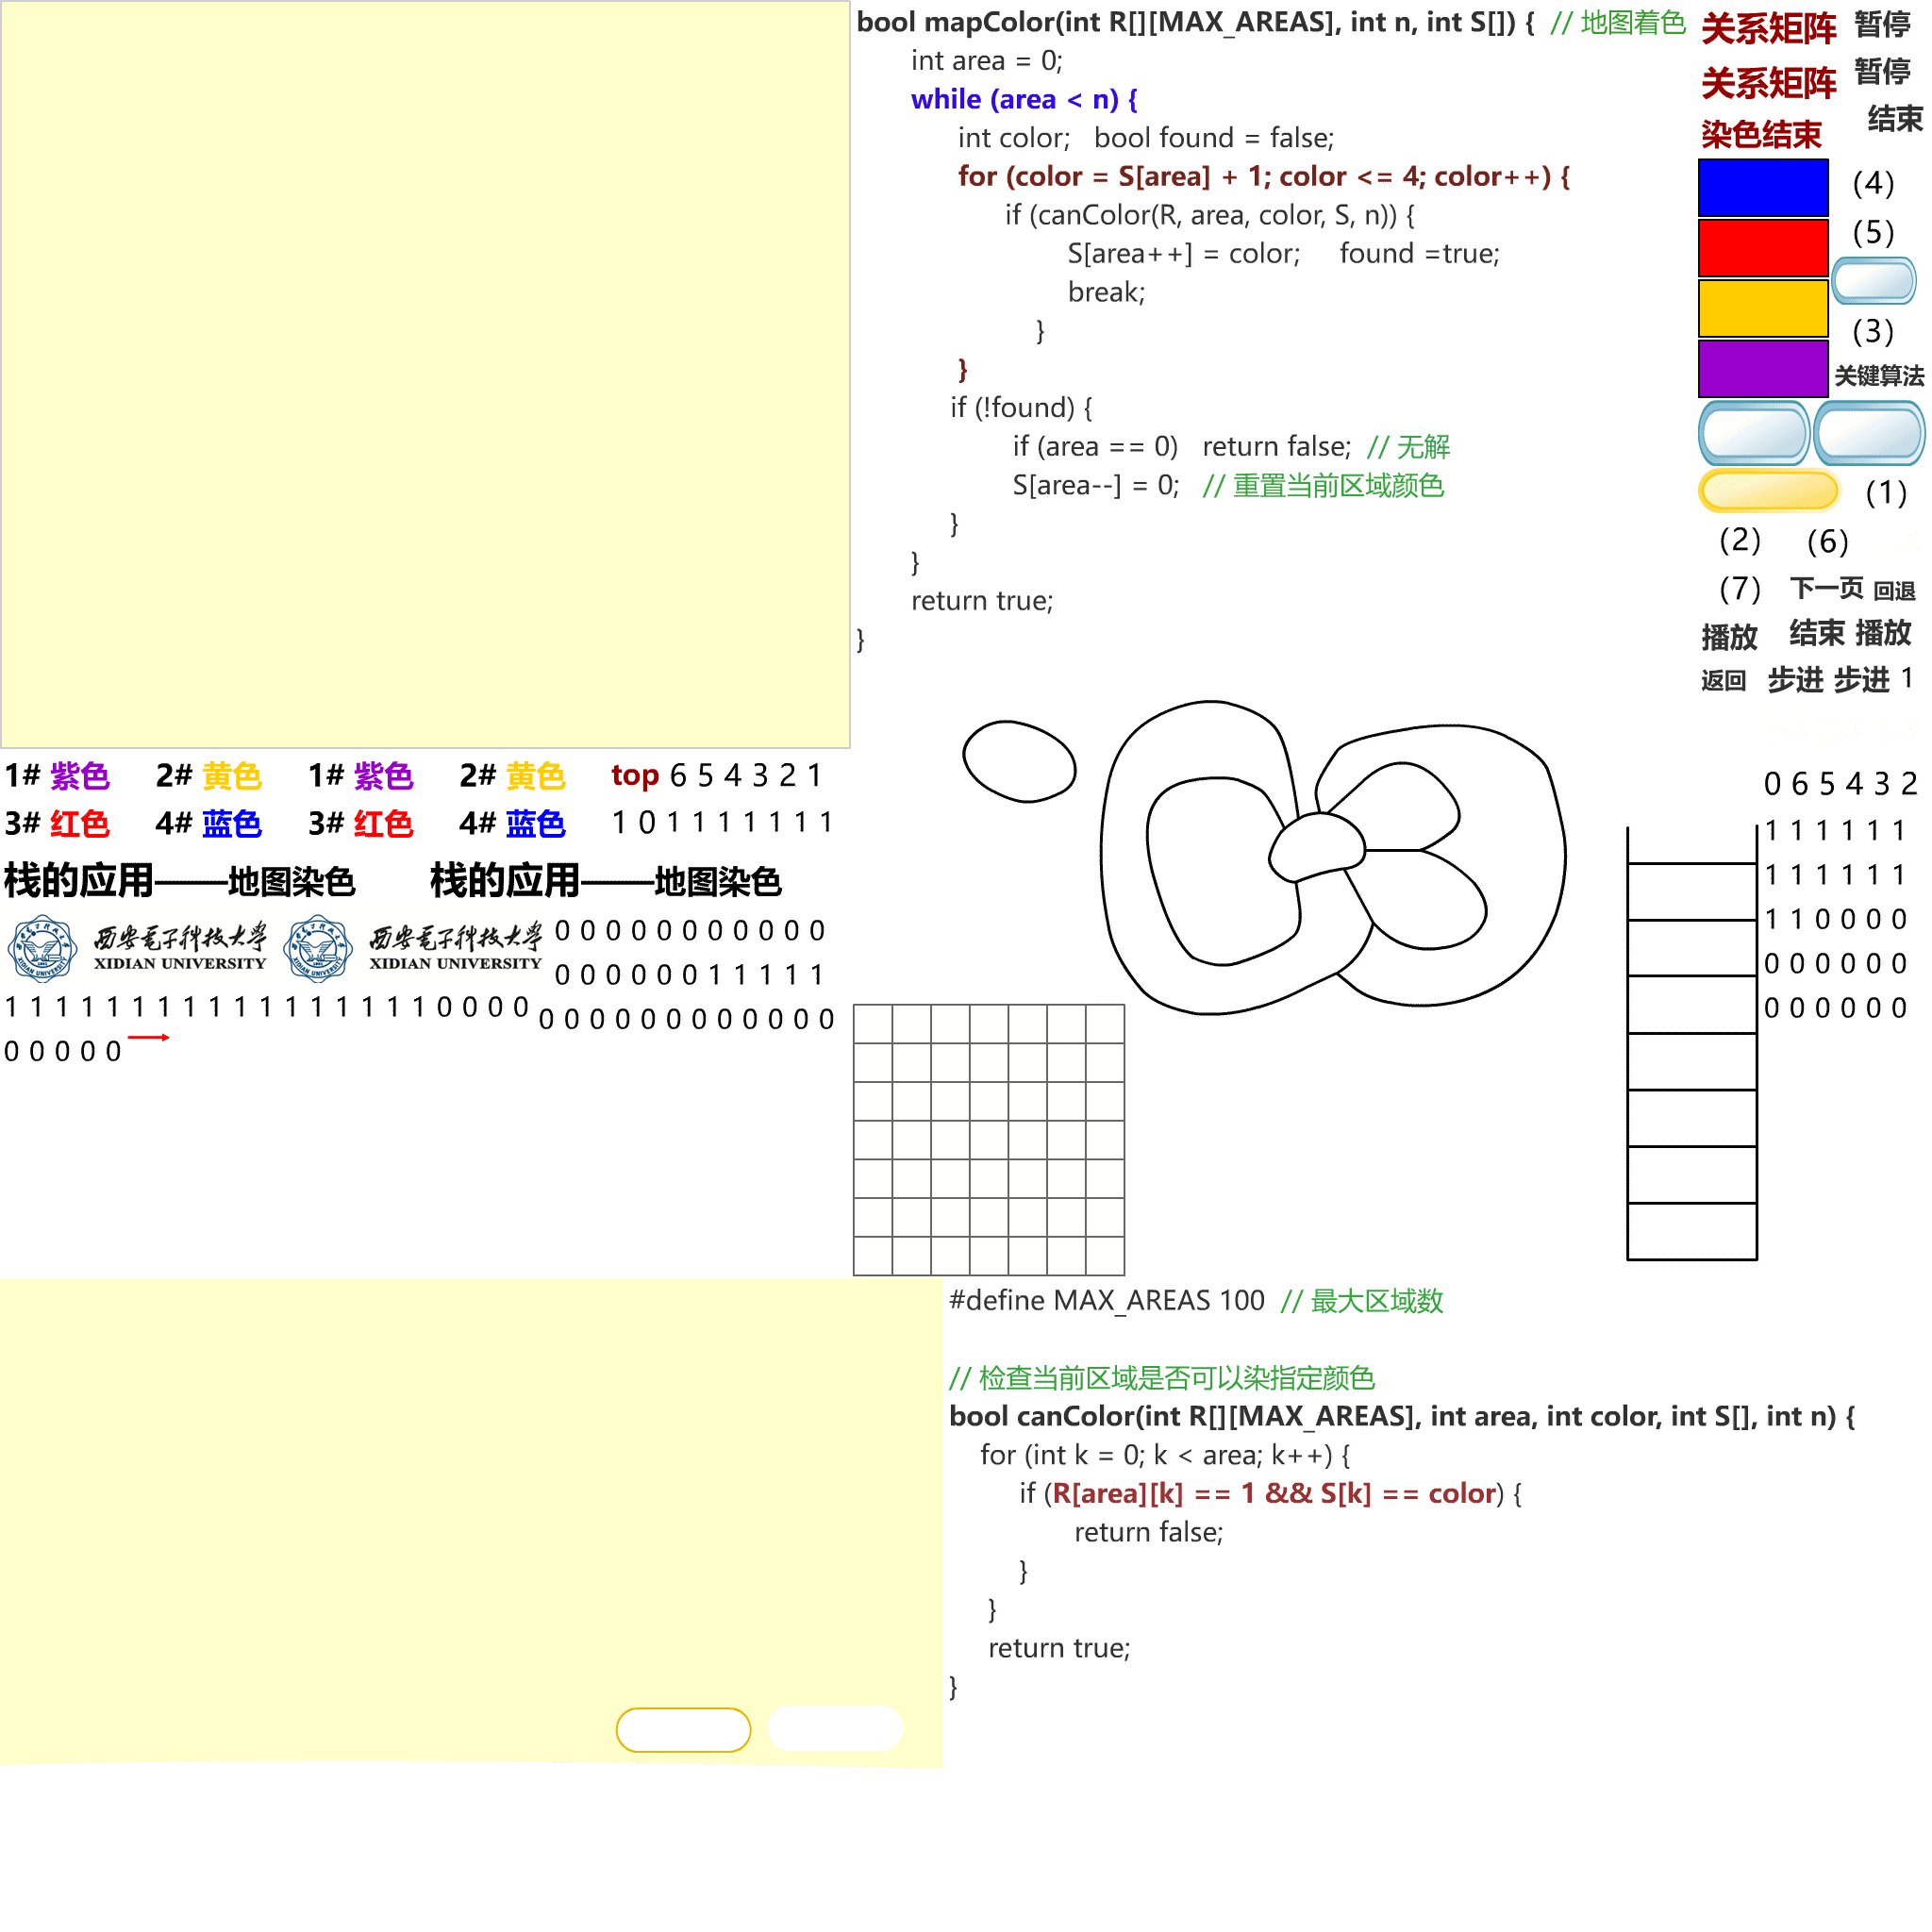 bool mapColor(int R[][MAX_AREAS], int n, int S[]) { // 地图着色
int area = 0;
while (area < n) {
int color; bool found = false;
for (color = S[area] + 1; color <= 4; color++) {
if (canColor(R, area, color, S, n)) {
S[area++] = color; found =true;
break;
}
}
if (!found) {
if (area == 0) return false; // 无解
S[area--] = 0; // 重置当前区域颜色
}
}
return true;
}
关系矩阵 暂停
关系矩阵 暂停
染色结束 结束
(4)
(5)
(3)
关键算法
(1)
(2) (6)
(7) 下一页 回退
播放 结束 播放
返回 步进 步进 1
1# 紫色 2# 黄色 1# 紫色 2# 黄色 top 6 5 4 3 2 1
3# 红色 4# 蓝色 3# 红色 4# 蓝色 1 0 1 1 1 1 1 1 1
栈的应用——地图染色 栈的应用——地图染色
西安电子科技大学 西安电子科技大学
XIDIAN UNIVERSITY XIDIAN UNIVERSITY
0 0 0 0 0 0 0 0 0 0 0
0 0 0 0 0 0 1 1 1 1 1
1 1 1 1 1 1 1 1 1 1 1 1 1 1 1 1 1 0 0 0 0
0 0 0 0 0 0 0 0 0 0 0 0
0 0 0 0 0
0 6 5 4 3 2
1 1 1 1 1 1
1 1 1 1 1 1
1 1 0 0 0 0
0 0 0 0 0 0
0 0 0 0 0 0
#define MAX_AREAS 100 // 最大区域数
// 检查当前区域是否可以染指定颜色
bool canColor(int R[][MAX_AREAS], int area, int color, int S[], int n) {
for (int k = 0; k < area; k++) {
if (R[area][k] == 1 && S[k] == color) {
return false;
}
}
return true;
}